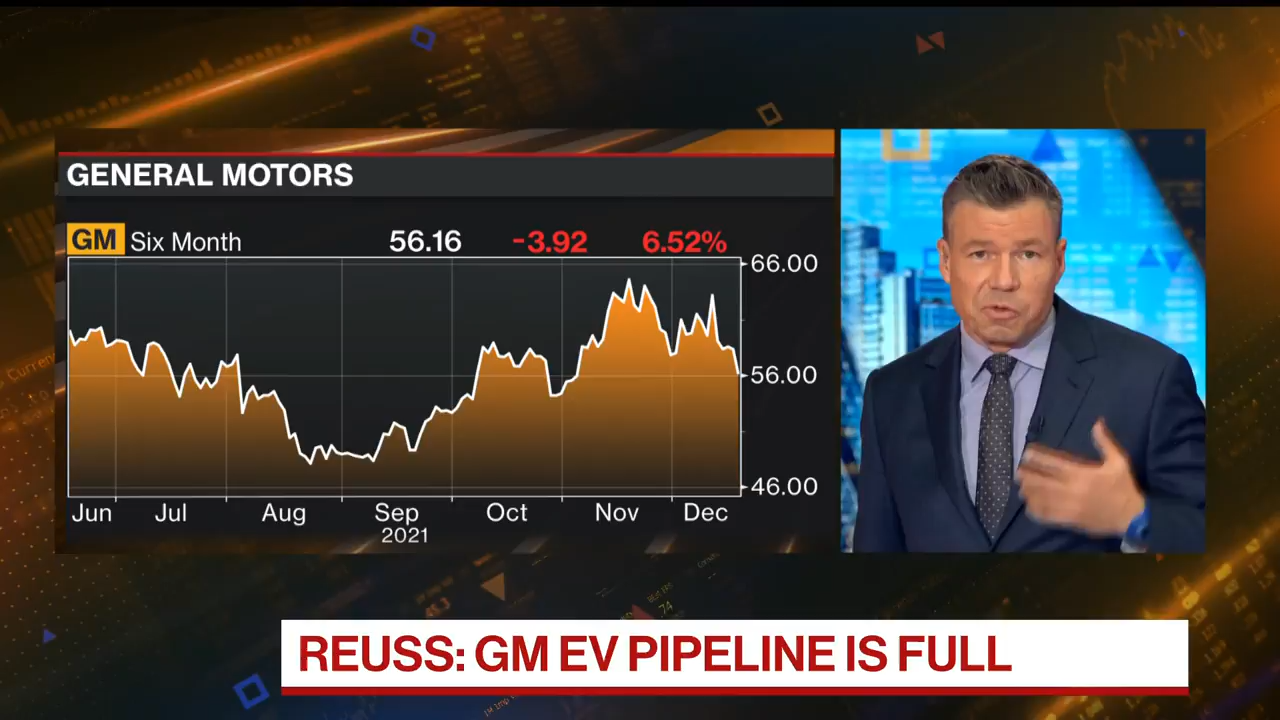 GENERAL MOTORS
GM Six Month 56.16 -3.92 6.52%
66.00
56.00
46.00
Jun Jul Aug Sep Oct Nov Dec
2021
REUSS: GM EV PIPELINE IS FULL